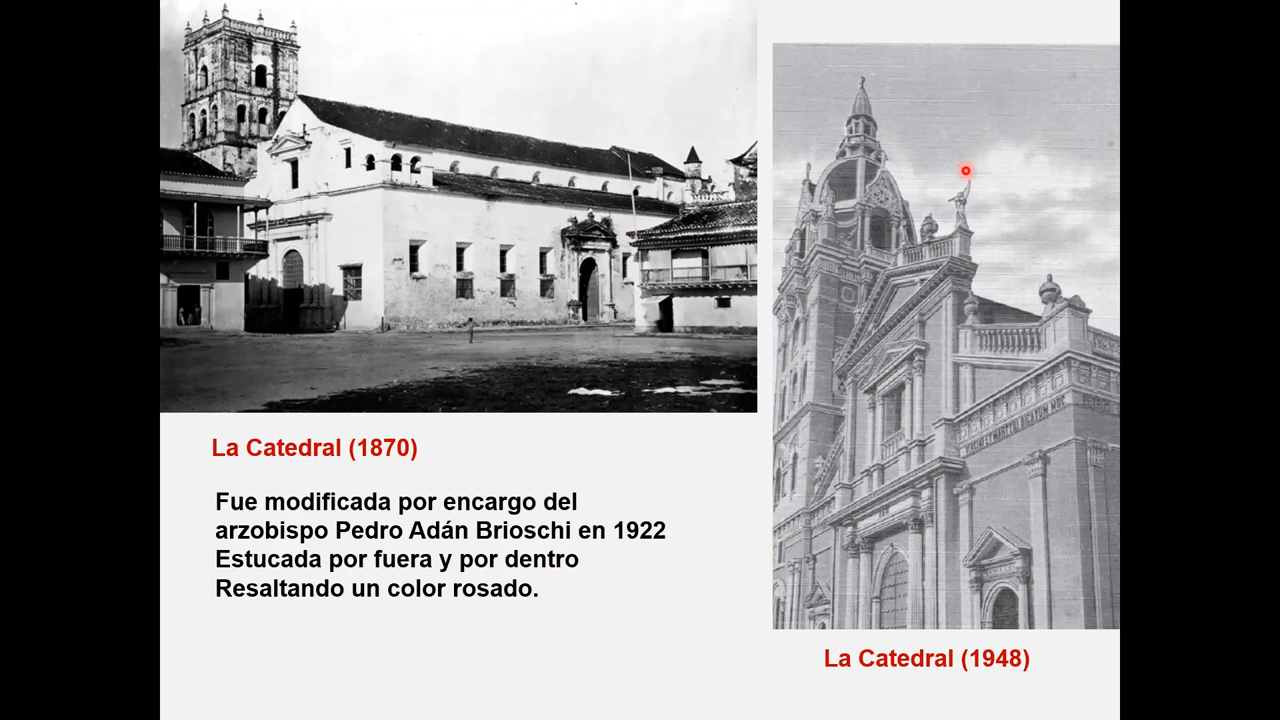 La Catedral (1870)
Fue modificada por encargo del
arzobispo Pedro Adán Brioschi en 1922
Estucada por fuera y por dentro
Resaltando un color rosado.
La Catedral (1948)